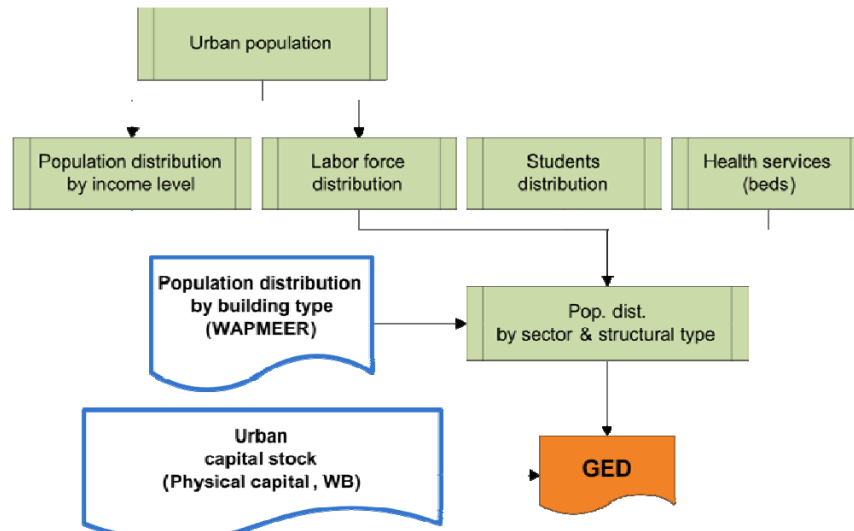 Urban population
Population distribution
by income level
Labor force
distribution
Students
distribution
Health services
(beds)
Population distribution
by building type
(WAPMEER)
Pop. dist.
by sector & structural type
Urban
capital stock
(Physical capital , WB)
GED